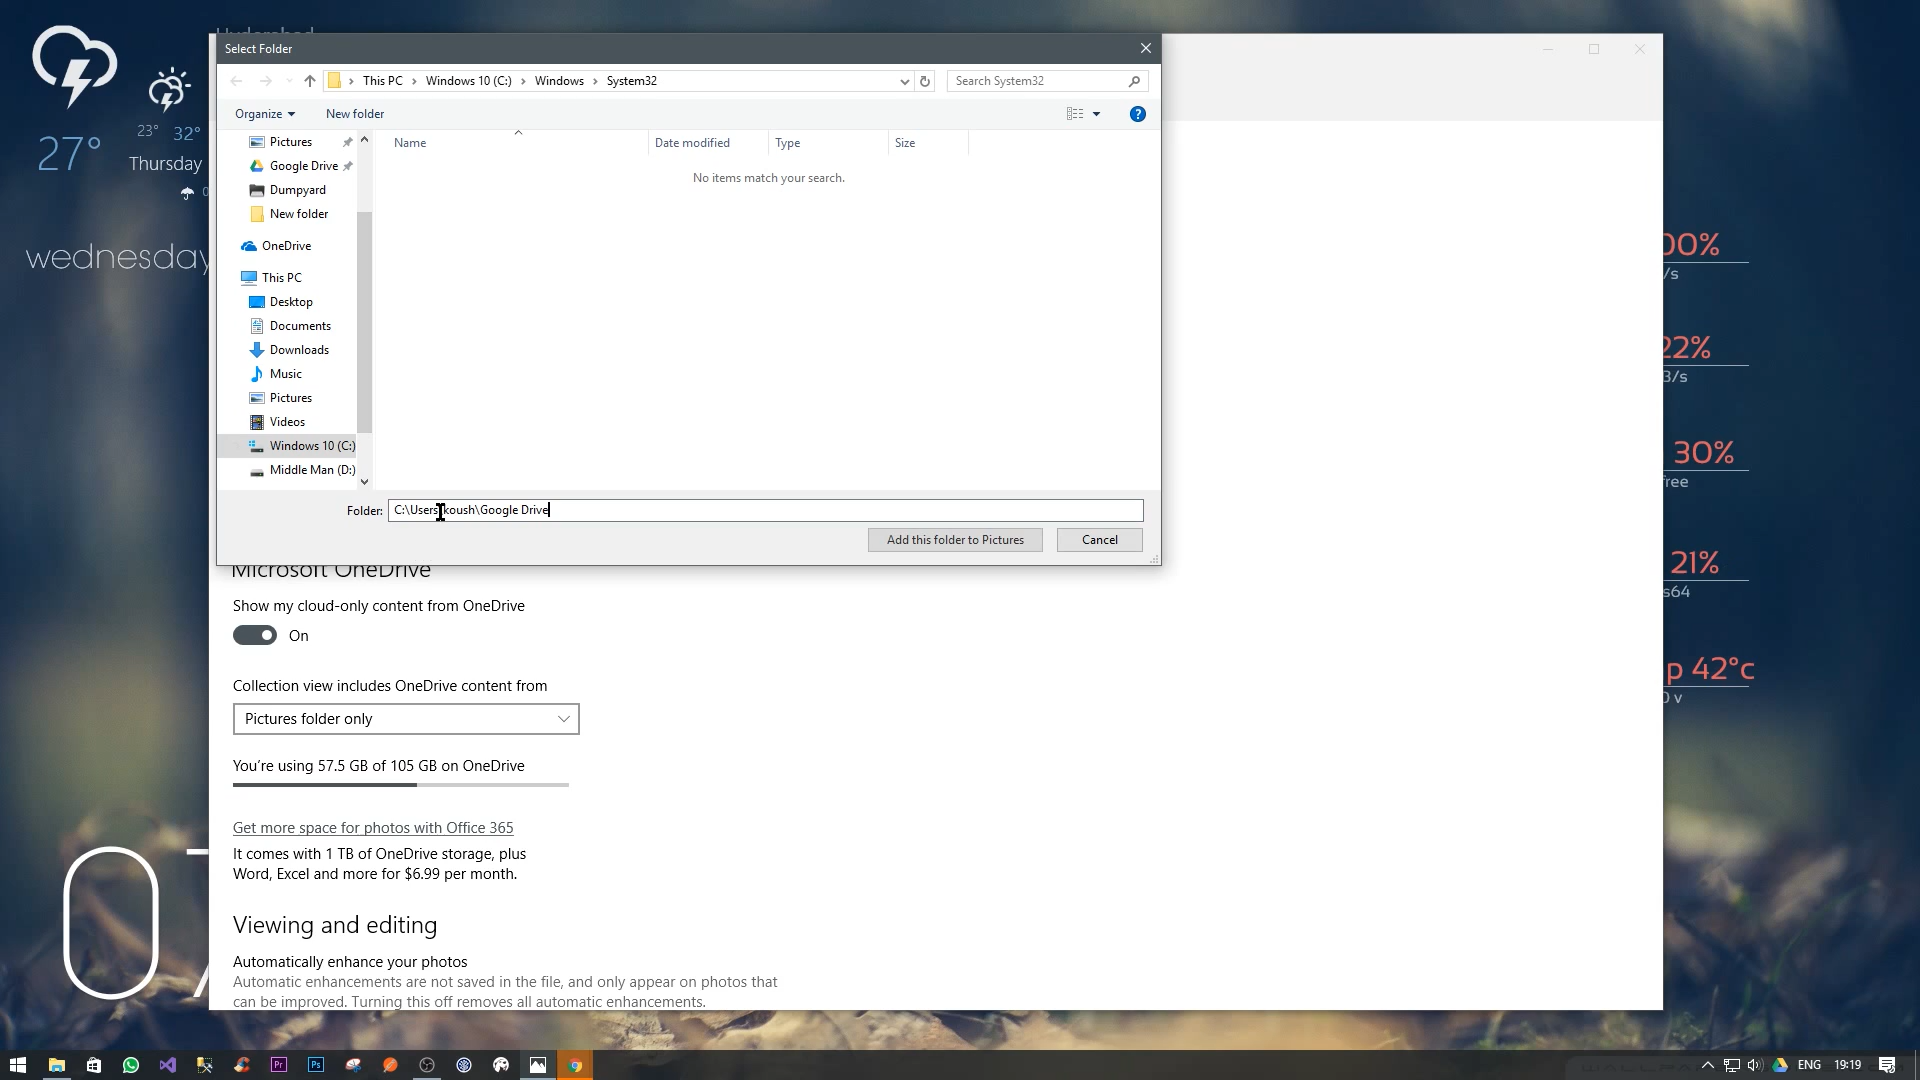 Select Folder
This PC > Windows 10 (C:) > Windows > System32
Search System32
Organize
New folder
Name
Date modified
Type
Size
No items match your search.
Pictures
Google Drive
Dumpyard
New folder
OneDrive
This PC
Desktop
Documents
Downloads
Music
Pictures
Videos
Windows 10 (C:)
Middle Man (D:)
Folder: C:\Users\koush\Google Drive
Add this folder to Pictures
Cancel
27°
23° 32°
Thursday
wednesday
00%
/s
22%
3/s
30%
free
21%
s64
p 42°c
0 v
Microsoft OneDrive
Show my cloud-only content from OneDrive
On
Collection view includes OneDrive content from
Pictures folder only
You're using 57.5 GB of 105 GB on OneDrive
Get more space for photos with Office 365
It comes with 1 TB of OneDrive storage, plus
Word, Excel and more for $6.99 per month.
Viewing and editing
Automatically enhance your photos
Automatic enhancements are not saved in the file, and only appear on photos that
can be improved. Turning this off removes all automatic enhancements.
07
Pr
Ps
ENG
19:19